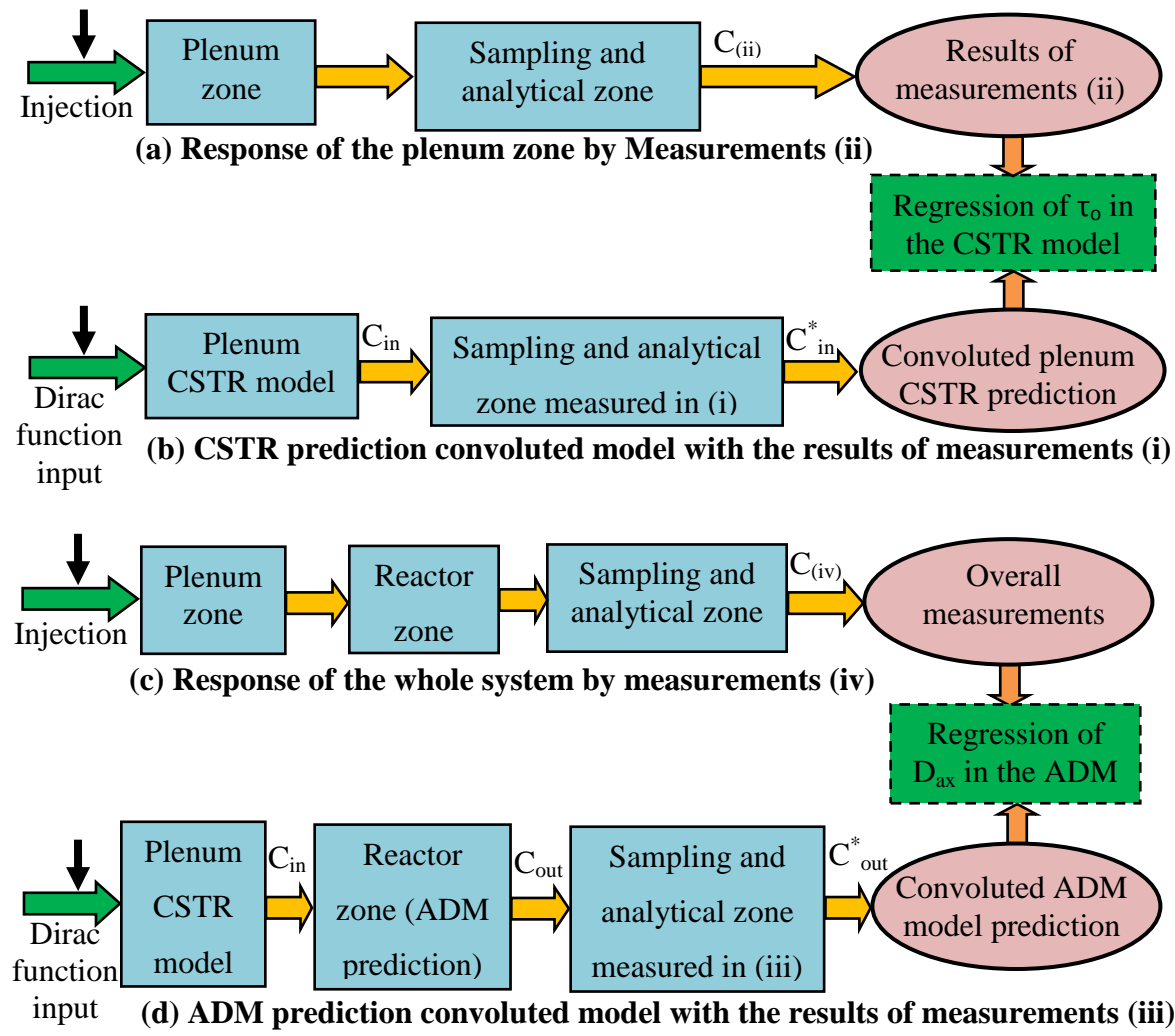 Injection
Plenum
zone
Sampling and
analytical zone
C(ii)
Results of
measurements (ii)
(a) Response of the plenum zone by Measurements (ii)
Regression of τo in
the CSTR model
Dirac
function
input
Plenum
CSTR model
Cin
Sampling and analytical
zone measured in (i)
C*in
Convoluted plenum
CSTR prediction
(b) CSTR prediction convoluted model with the results of measurements (i)
Injection
Plenum
zone
Reactor
zone
Sampling and
analytical zone
C(iv)
Overall
measurements
(c) Response of the whole system by measurements (iv)
Regression of
Dax in the ADM
Dirac
function
input
Plenum
CSTR
model
Cin
Reactor
zone (ADM
prediction)
Cout
Sampling and
analytical zone
measured in (iii)
C*out
Convoluted ADM
model prediction
(d) ADM prediction convoluted model with the results of measurements (iii)